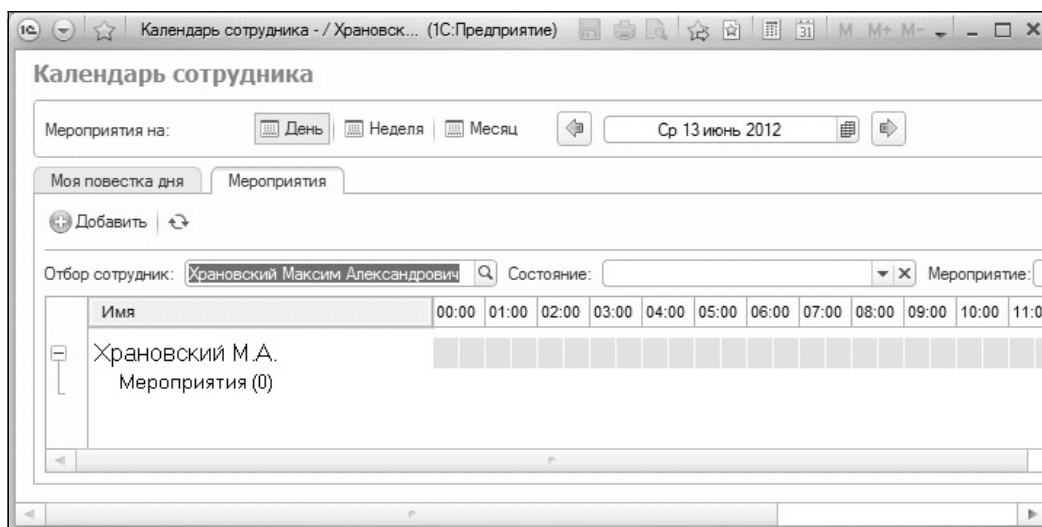 1С Календарь сотрудника - / Храновск... (1С:Предприятие) 31 M M+ M-
Календарь сотрудника
Мероприятия на: День Неделя Месяц Ср 13 июнь 2012
Моя повестка дня Мероприятия
Добавить
Отбор сотрудник: Храновский Максим Александрович Состояние: Мероприятие:
Имя 00:00 01:00 02:00 03:00 04:00 05:00 06:00 07:00 08:00 09:00 10:00 11:0
Храновский М.А.
Мероприятия (0)